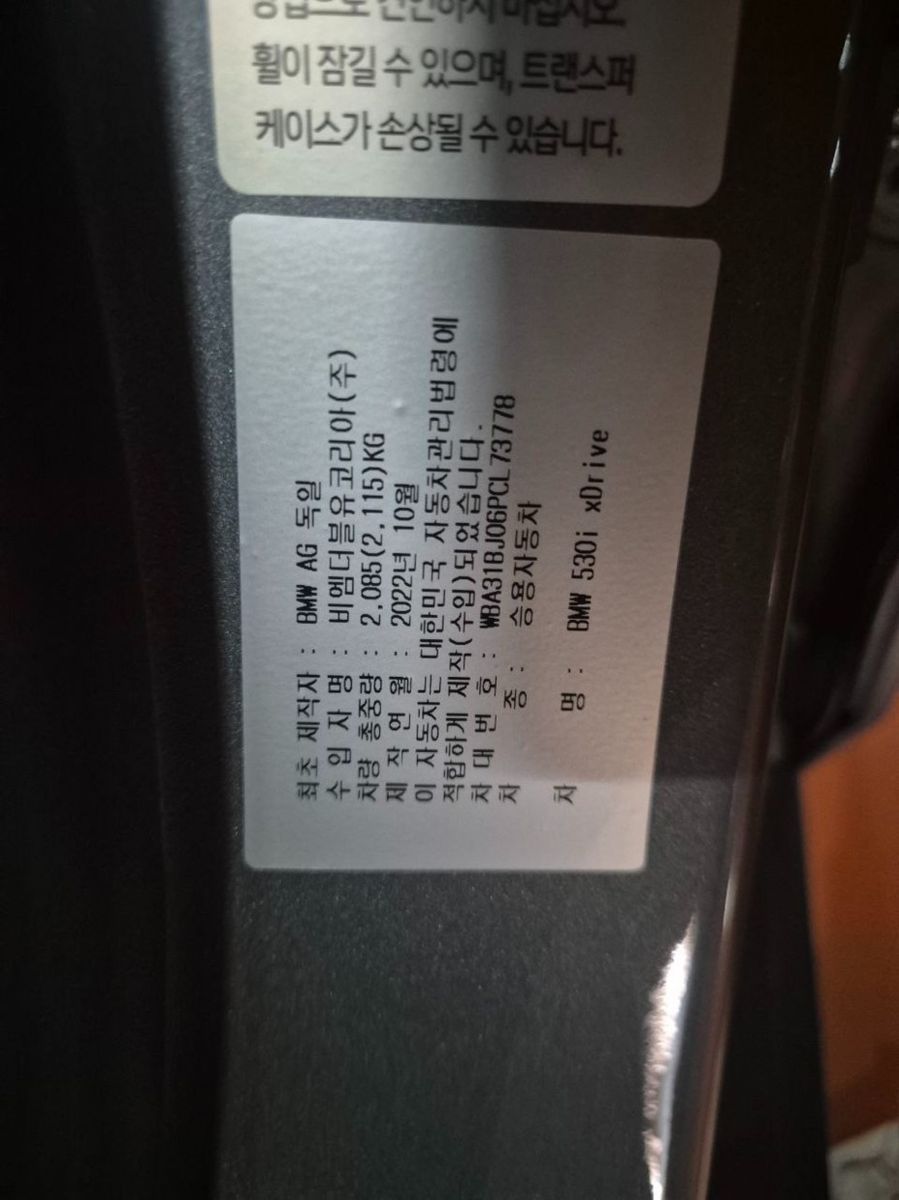 휠이 잠길 수 있으며, 트랜스퍼
케이스가 손상될 수 있습니다.
최초 제작자 : BMW AG 독일
수 입 자 명 : 비엠더블유코리아(주)
차량 총중량 : 2,085(2,115)KG
제 작 연 월 : 2022년 10월
이 자동차는 대한민국 자동차관리법령에
적합하게 제작(수입)되었습니다.
차 대 번 호 : WBA31BJ06PCL73778
차 종 : 승용자동차
차 명 : BMW 530i xDrive